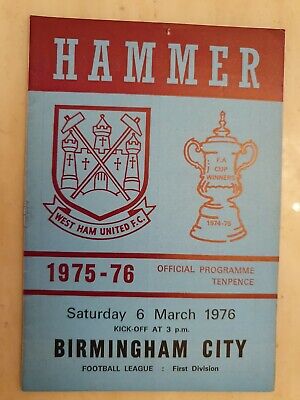 HAMMER
WEST HAM UNITED F.C.
F.A.
CUP
WINNERS
1974-75
1975-76
OFFICIAL PROGRAMME
TENPENCE
Saturday 6 March 1976
KICK-OFF AT 3 p.m.
BIRMINGHAM CITY
FOOTBALL LEAGUE : First Division